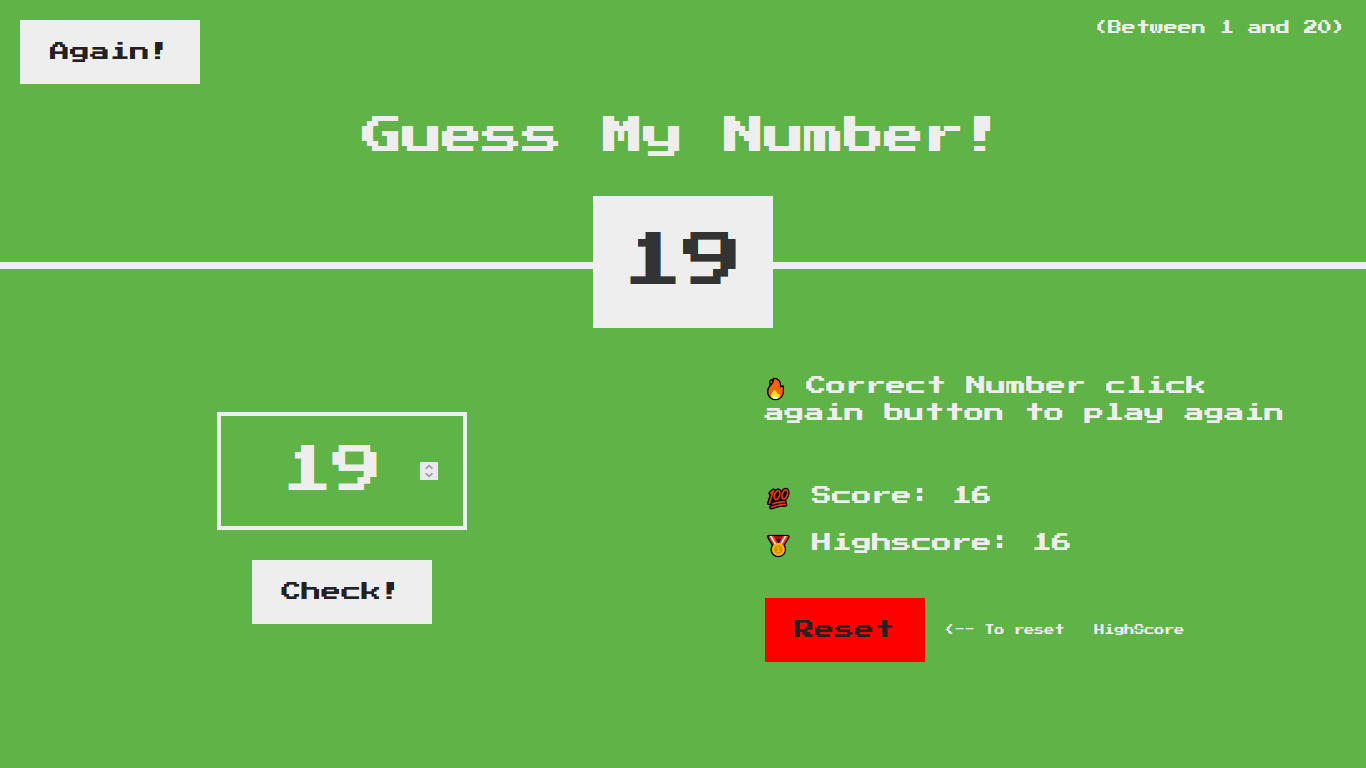 Again!
(Between 1 and 20)
Guess My Number!
19
19
Check!
🔥 Correct Number click
again button to play again
💯 Score: 16
🥇 Highscore: 16
Reset
<-- To reset HighScore